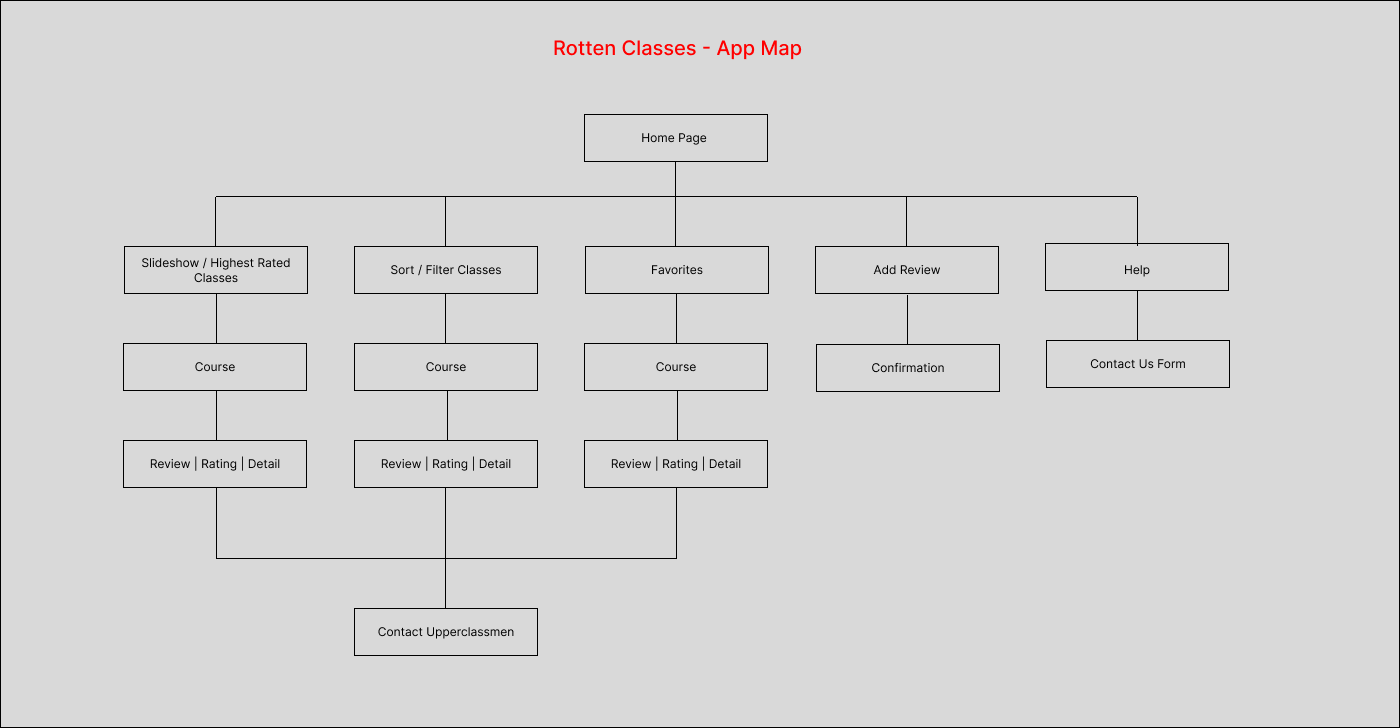 Rotten Classes - App Map
Home Page
Slideshow / Highest Rated
Classes
Sort / Filter Classes
Favorites
Add Review
Help
Course
Course
Course
Confirmation
Contact Us Form
Review | Rating | Detail
Review | Rating | Detail
Review | Rating | Detail
Contact Upperclassmen